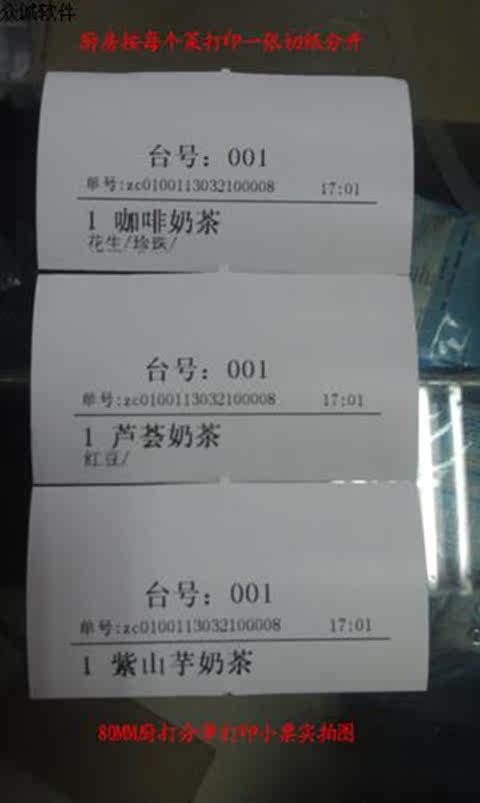 众诚软件
厨房按每个菜打印一张切纸分开
台号：001
单号:zc0100113032100008 17:01
1 咖啡奶茶
花生/珍珠/
台号：001
单号:zc0100113032100008 17:01
1 芦荟奶茶
红豆/
台号：001
单号:zc0100113032100008 17:01
1 紫山芋奶茶
80MM厨打分单打印小票实拍图